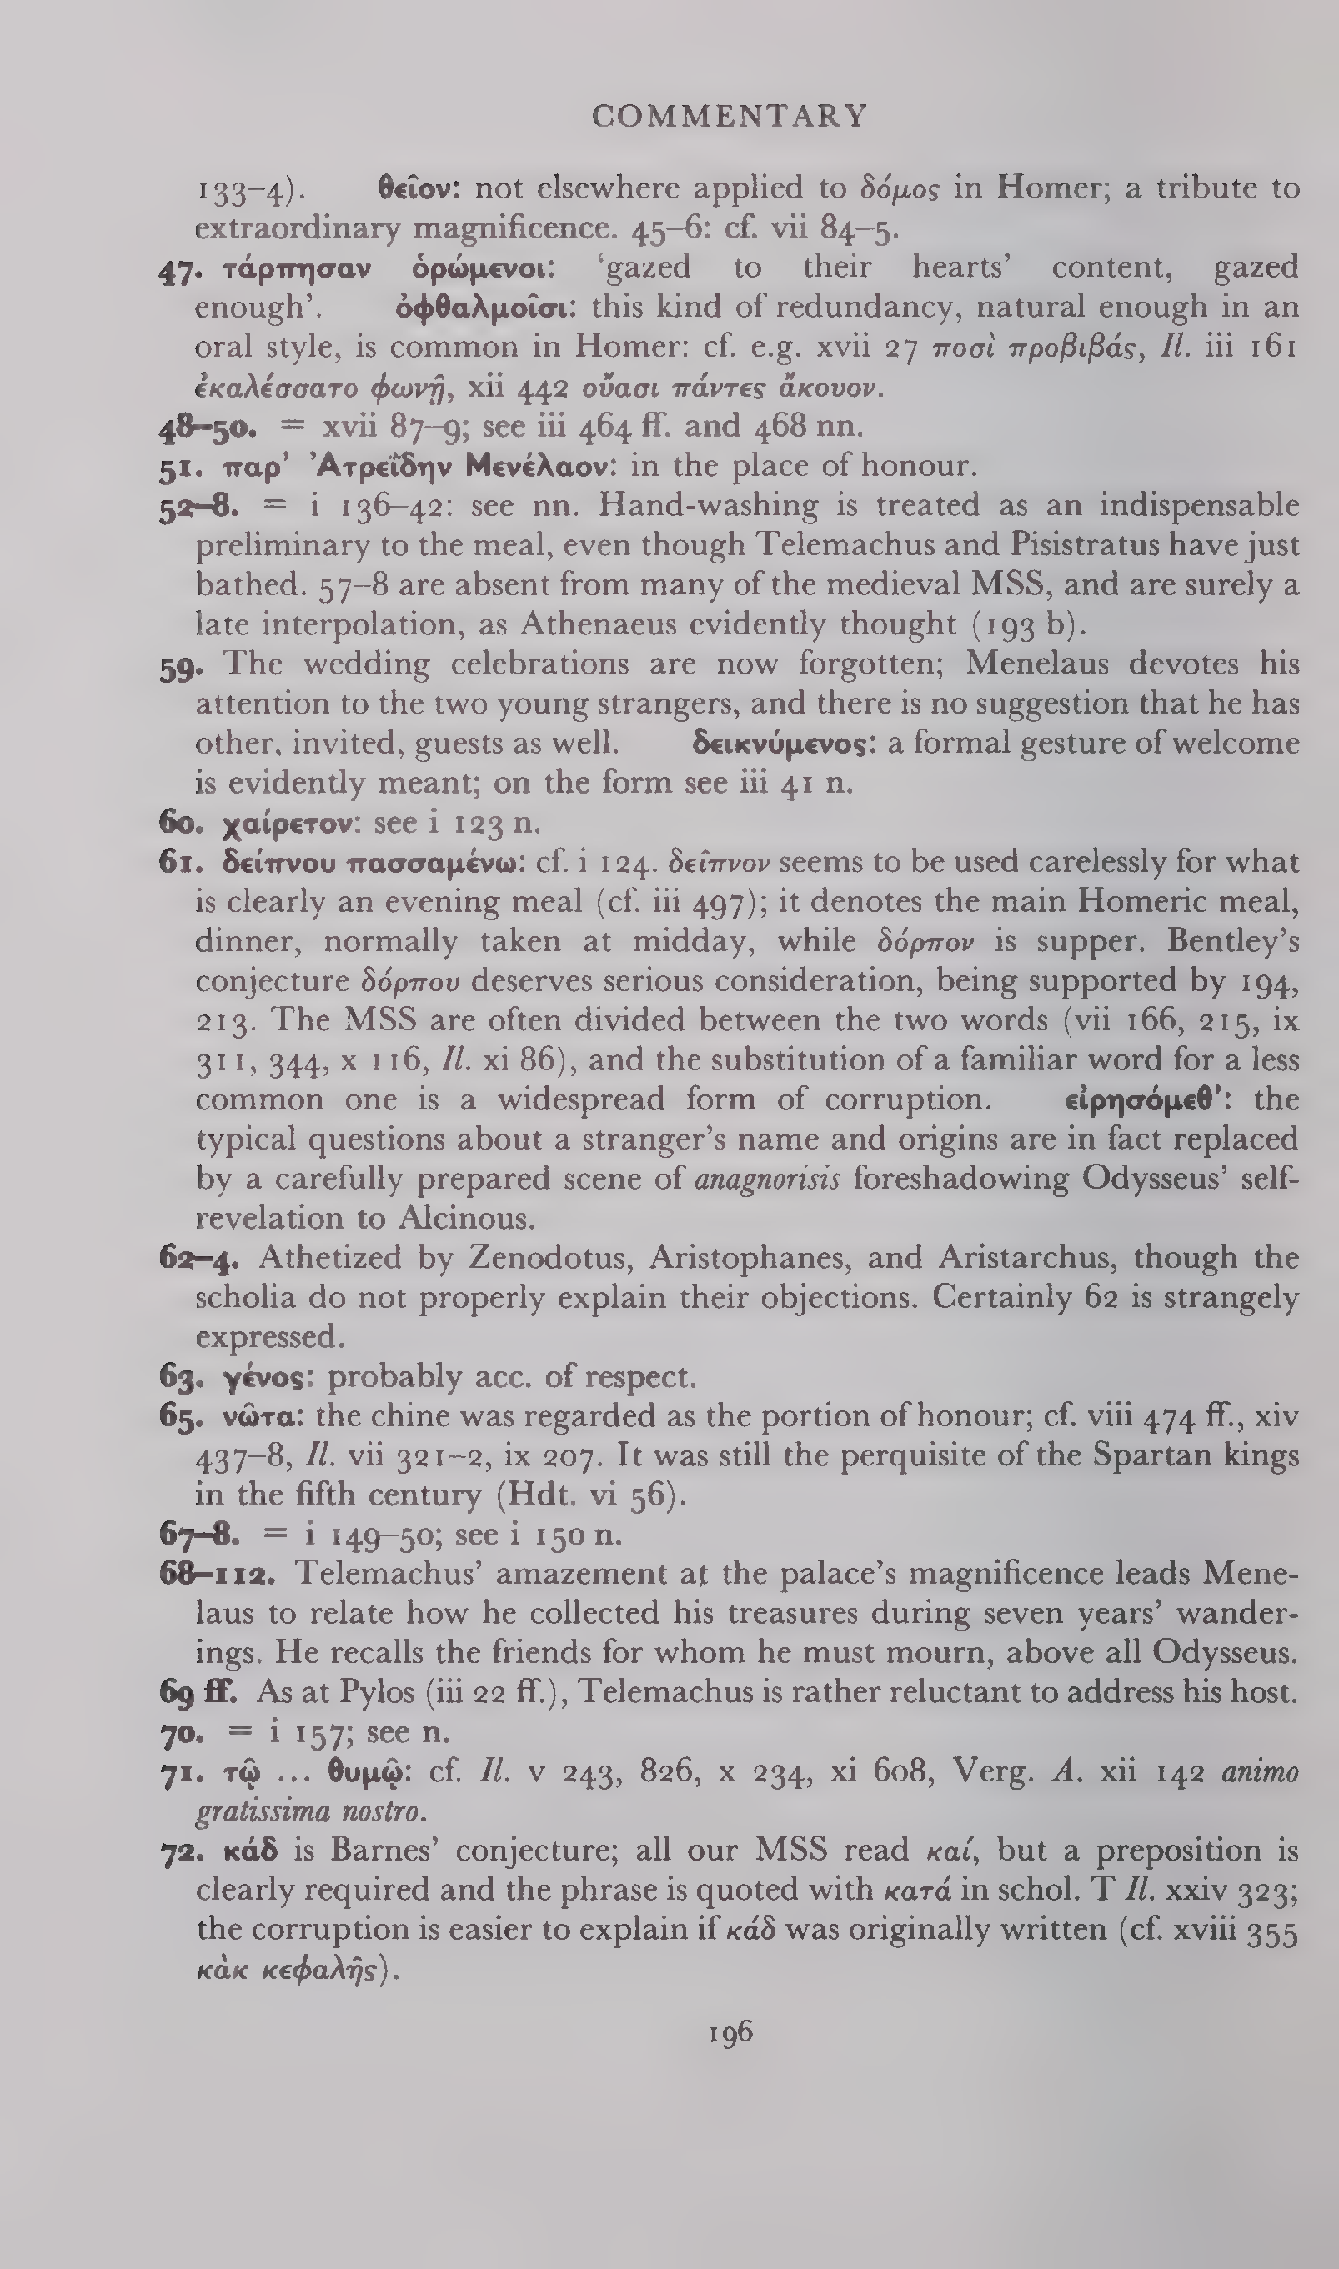 COMMENTARY
133–4). θεῖον: not elsewhere applied to δόμος in Homer; a tribute to
extraordinary magnificence. 45–6: cf. vii 84–5.
47. τάρπησαν ὁρώμενοι: ‘gazed to their hearts’ content, gazed
enough’. ὀφθαλμοῖσι: this kind of redundancy, natural enough in an
oral style, is common in Homer: cf. e.g. xvii 27 ποσὶ προβιβάς, Il. iii 161
ἐκαλέσσατο φωνῇ, xii 442 οὔασι πάντες ἄκουον.
48–50. = xvii 87–9; see iii 464 ff. and 468 nn.
51. παρ’ Ἀτρεΐδην Μενέλαον: in the place of honour.
52–8. = i 136–42: see nn. Hand-washing is treated as an indispensable
preliminary to the meal, even though Telemachus and Pisistratus have just
bathed. 57–8 are absent from many of the medieval MSS, and are surely a
late interpolation, as Athenaeus evidently thought (193 b).
59. The wedding celebrations are now forgotten; Menelaus devotes his
attention to the two young strangers, and there is no suggestion that he has
other, invited, guests as well. δεικνύμενος: a formal gesture of welcome
is evidently meant; on the form see iii 41 n.
60. χαίρετον: see i 123 n.
61. δείπνου πασσαμένω: cf. i 124. δεῖπνον seems to be used carelessly for what
is clearly an evening meal (cf. iii 497); it denotes the main Homeric meal,
dinner, normally taken at midday, while δόρπον is supper. Bentley’s
conjecture δόρπου deserves serious consideration, being supported by 194,
213. The MSS are often divided between the two words (vii 166, 215, ix
311, 344, x 116, Il. xi 86), and the substitution of a familiar word for a less
common one is a widespread form of corruption. εἰρησόμεθ’: the
typical questions about a stranger’s name and origins are in fact replaced
by a carefully prepared scene of anagnorisis foreshadowing Odysseus’ self-
revelation to Alcinous.
62–4. Athetized by Zenodotus, Aristophanes, and Aristarchus, though the
scholia do not properly explain their objections. Certainly 62 is strangely
expressed.
63. γένος: probably acc. of respect.
65. νῶτα: the chine was regarded as the portion of honour; cf. viii 474 ff., xiv
437–8, Il. vii 321–2, ix 207. It was still the perquisite of the Spartan kings
in the fifth century (Hdt. vi 56).
67–8. = i 149–50; see i 150 n.
68–112. Telemachus’ amazement at the palace’s magnificence leads Mene-
laus to relate how he collected his treasures during seven years’ wander-
ings. He recalls the friends for whom he must mourn, above all Odysseus.
69 ff. As at Pylos (iii 22 ff.), Telemachus is rather reluctant to address his host.
70. = i 157; see n.
71. τῷ ... θυμῷ: cf. Il. v 243, 826, x 234, xi 608, Verg. A. xii 142 animo
gratissima nostro.
72. κάδ is Barnes’ conjecture; all our MSS read καί, but a preposition is
clearly required and the phrase is quoted with κατά in schol. T Il. xxiv 323;
the corruption is easier to explain if κάδ was originally written (cf. xviii 355
κὰκ κεφαλῆς).
196